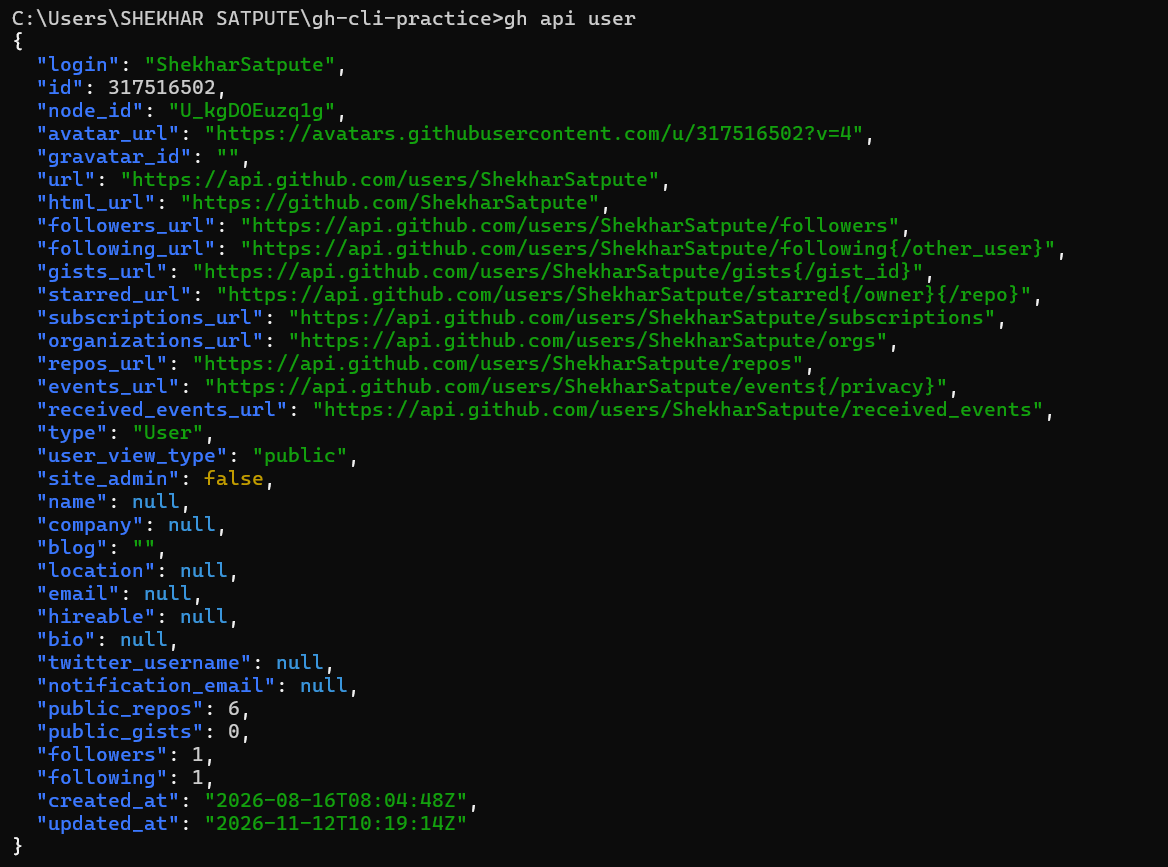 C:\Users\SHEKHAR SATPUTE\gh-cli-practice>gh api user
{
  "login": "ShekharSatpute",
  "id": 317516502,
  "node_id": "U_kgDOEuzq1g",
  "avatar_url": "https://avatars.githubusercontent.com/u/317516502?v=4",
  "gravatar_id": "",
  "url": "https://api.github.com/users/ShekharSatpute",
  "html_url": "https://github.com/ShekharSatpute",
  "followers_url": "https://api.github.com/users/ShekharSatpute/followers",
  "following_url": "https://api.github.com/users/ShekharSatpute/following{/other_user}",
  "gists_url": "https://api.github.com/users/ShekharSatpute/gists{/gist_id}",
  "starred_url": "https://api.github.com/users/ShekharSatpute/starred{/owner}{/repo}",
  "subscriptions_url": "https://api.github.com/users/ShekharSatpute/subscriptions",
  "organizations_url": "https://api.github.com/users/ShekharSatpute/orgs",
  "repos_url": "https://api.github.com/users/ShekharSatpute/repos",
  "events_url": "https://api.github.com/users/ShekharSatpute/events{/privacy}",
  "received_events_url": "https://api.github.com/users/ShekharSatpute/received_events",
  "type": "User",
  "user_view_type": "public",
  "site_admin": false,
  "name": null,
  "company": null,
  "blog": "",
  "location": null,
  "email": null,
  "hireable": null,
  "bio": null,
  "twitter_username": null,
  "notification_email": null,
  "public_repos": 6,
  "public_gists": 0,
  "followers": 1,
  "following": 1,
  "created_at": "2026-08-16T08:04:48Z",
  "updated_at": "2026-11-12T10:19:14Z"
}